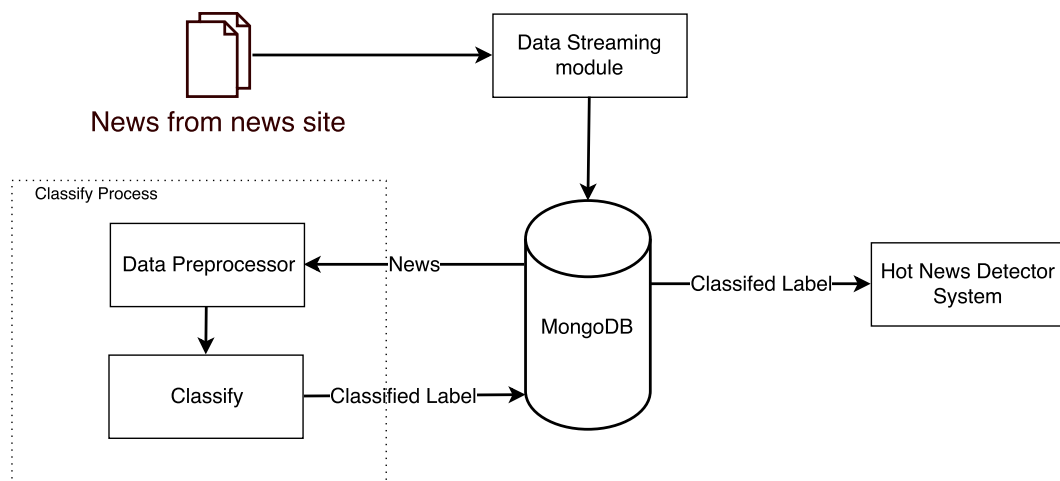 Data Streaming
module
News from news site
Classify Process
Data Preprocessor
News
Classifed Label
Hot News Detector
System
MongoDB
Classify
Classified Label